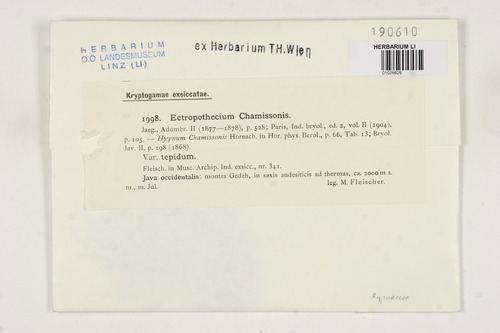 HERBARIUM
O.Ö LANDESMUSEUM
LINZ (LI)
ex Herbarium TH.Wien
190610
HERBARIUM LI
Kryptogamae exsiccatae.
1998. Ectropothecium Chamissonis.
Jaeg., Adumbr. II (1877—1878), p. 528; Paris, Ind. bryol., ed. 2, vol. II (1904),
p. 105. — Hypnum Chamissonis Hornsch. in Hor. phys. Berol., p. 66, Tab. 13; Bryol.
Jav. II, p. 198 (1868).
Var. tepidum.
Fleisch. in Musc. Archip. Ind. exsicc., nr. 341.
Java occidentalis: montes Gedeh, in saxis andesiticis ad thermas, ca. 2000 m s.
m., m. Jul. leg. M. Fleischer.